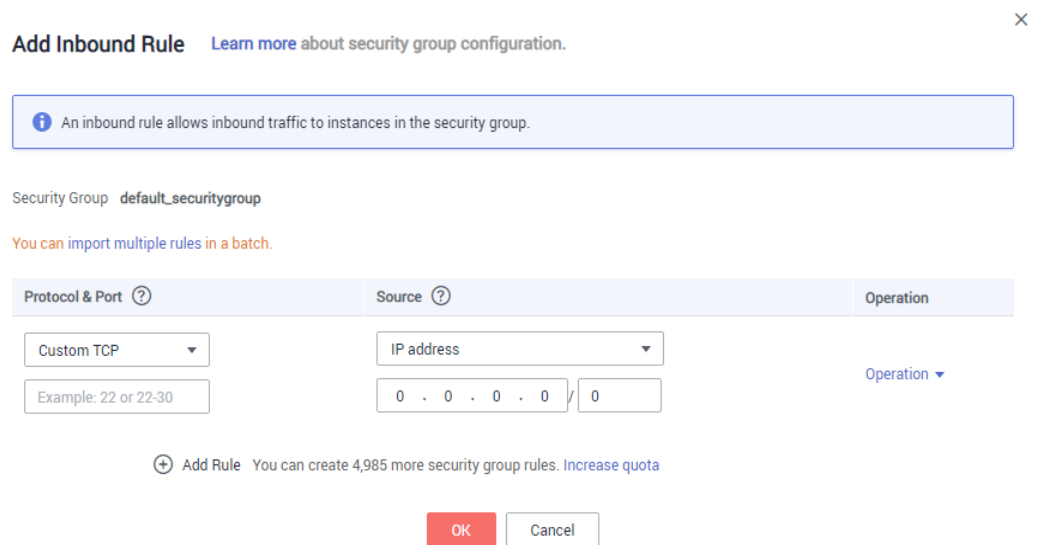 Add Inbound Rule Learn more about security group configuration.
An inbound rule allows inbound traffic to instances in the security group.
Security Group default_securitygroup
You can import multiple rules in a batch.
Protocol & Port ? Source ? Operation
Custom TCP IP address
Operation
Example: 22 or 22-30 0 . 0 . 0 . 0 / 0
Add Rule You can create 4,985 more security group rules. Increase quota
OK Cancel